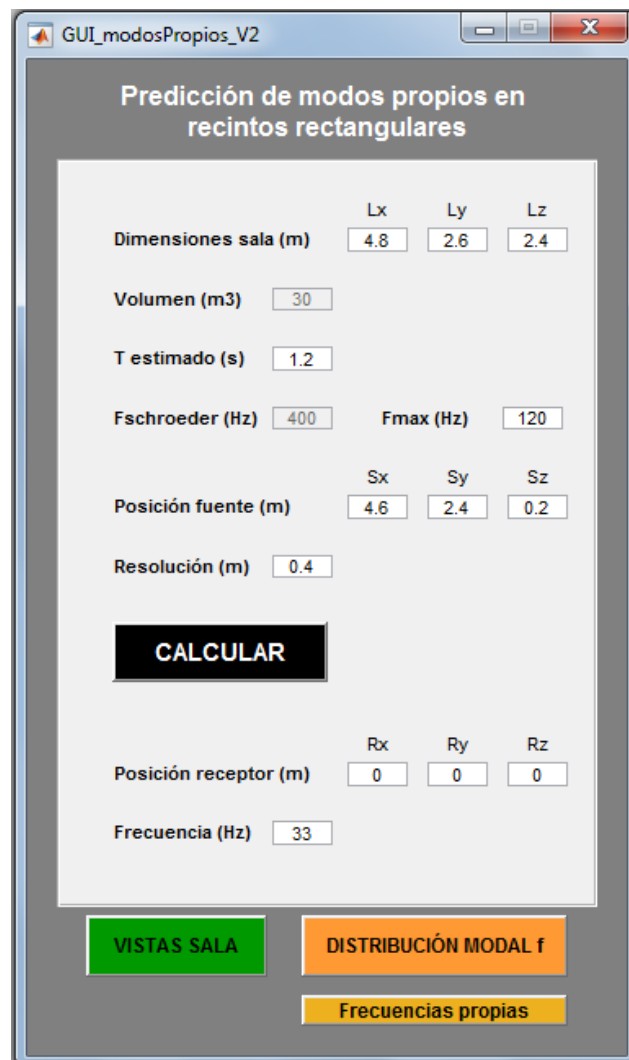 GUI_modosPropios_V2
Predicción de modos propios en
recintos rectangulares
Lx Ly Lz
Dimensiones sala (m) 4.8 2.6 2.4
Volumen (m3) 30
T estimado (s) 1.2
Fschroeder (Hz) 400 Fmax (Hz) 120
Sx Sy Sz
Posición fuente (m) 4.6 2.4 0.2
Resolución (m) 0.4
CALCULAR
Rx Ry Rz
Posición receptor (m) 0 0 0
Frecuencia (Hz) 33
VISTAS SALA DISTRIBUCIÓN MODAL f
Frecuencias propias